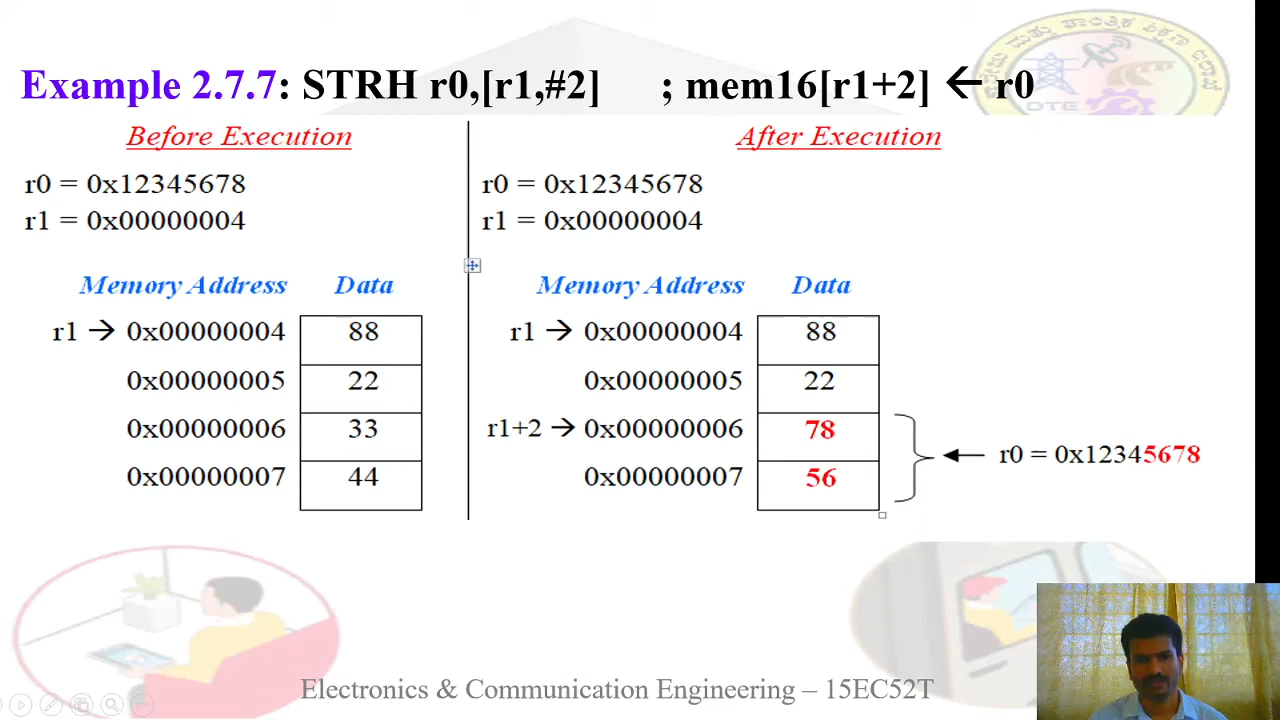 Example 2.7.7: STRH r0,[r1,#2] ; mem16[r1+2] ← r0
Before Execution
r0 = 0x12345678
r1 = 0x00000004
Memory Address Data
r1 → 0x00000004 88
0x00000005 22
0x00000006 33
0x00000007 44
After Execution
r0 = 0x12345678
r1 = 0x00000004
Memory Address Data
r1 → 0x00000004 88
0x00000005 22
r1+2 → 0x00000006 78
0x00000007 56
r0 = 0x12345678
DTE
Electronics & Communication Engineering – 15EC52T